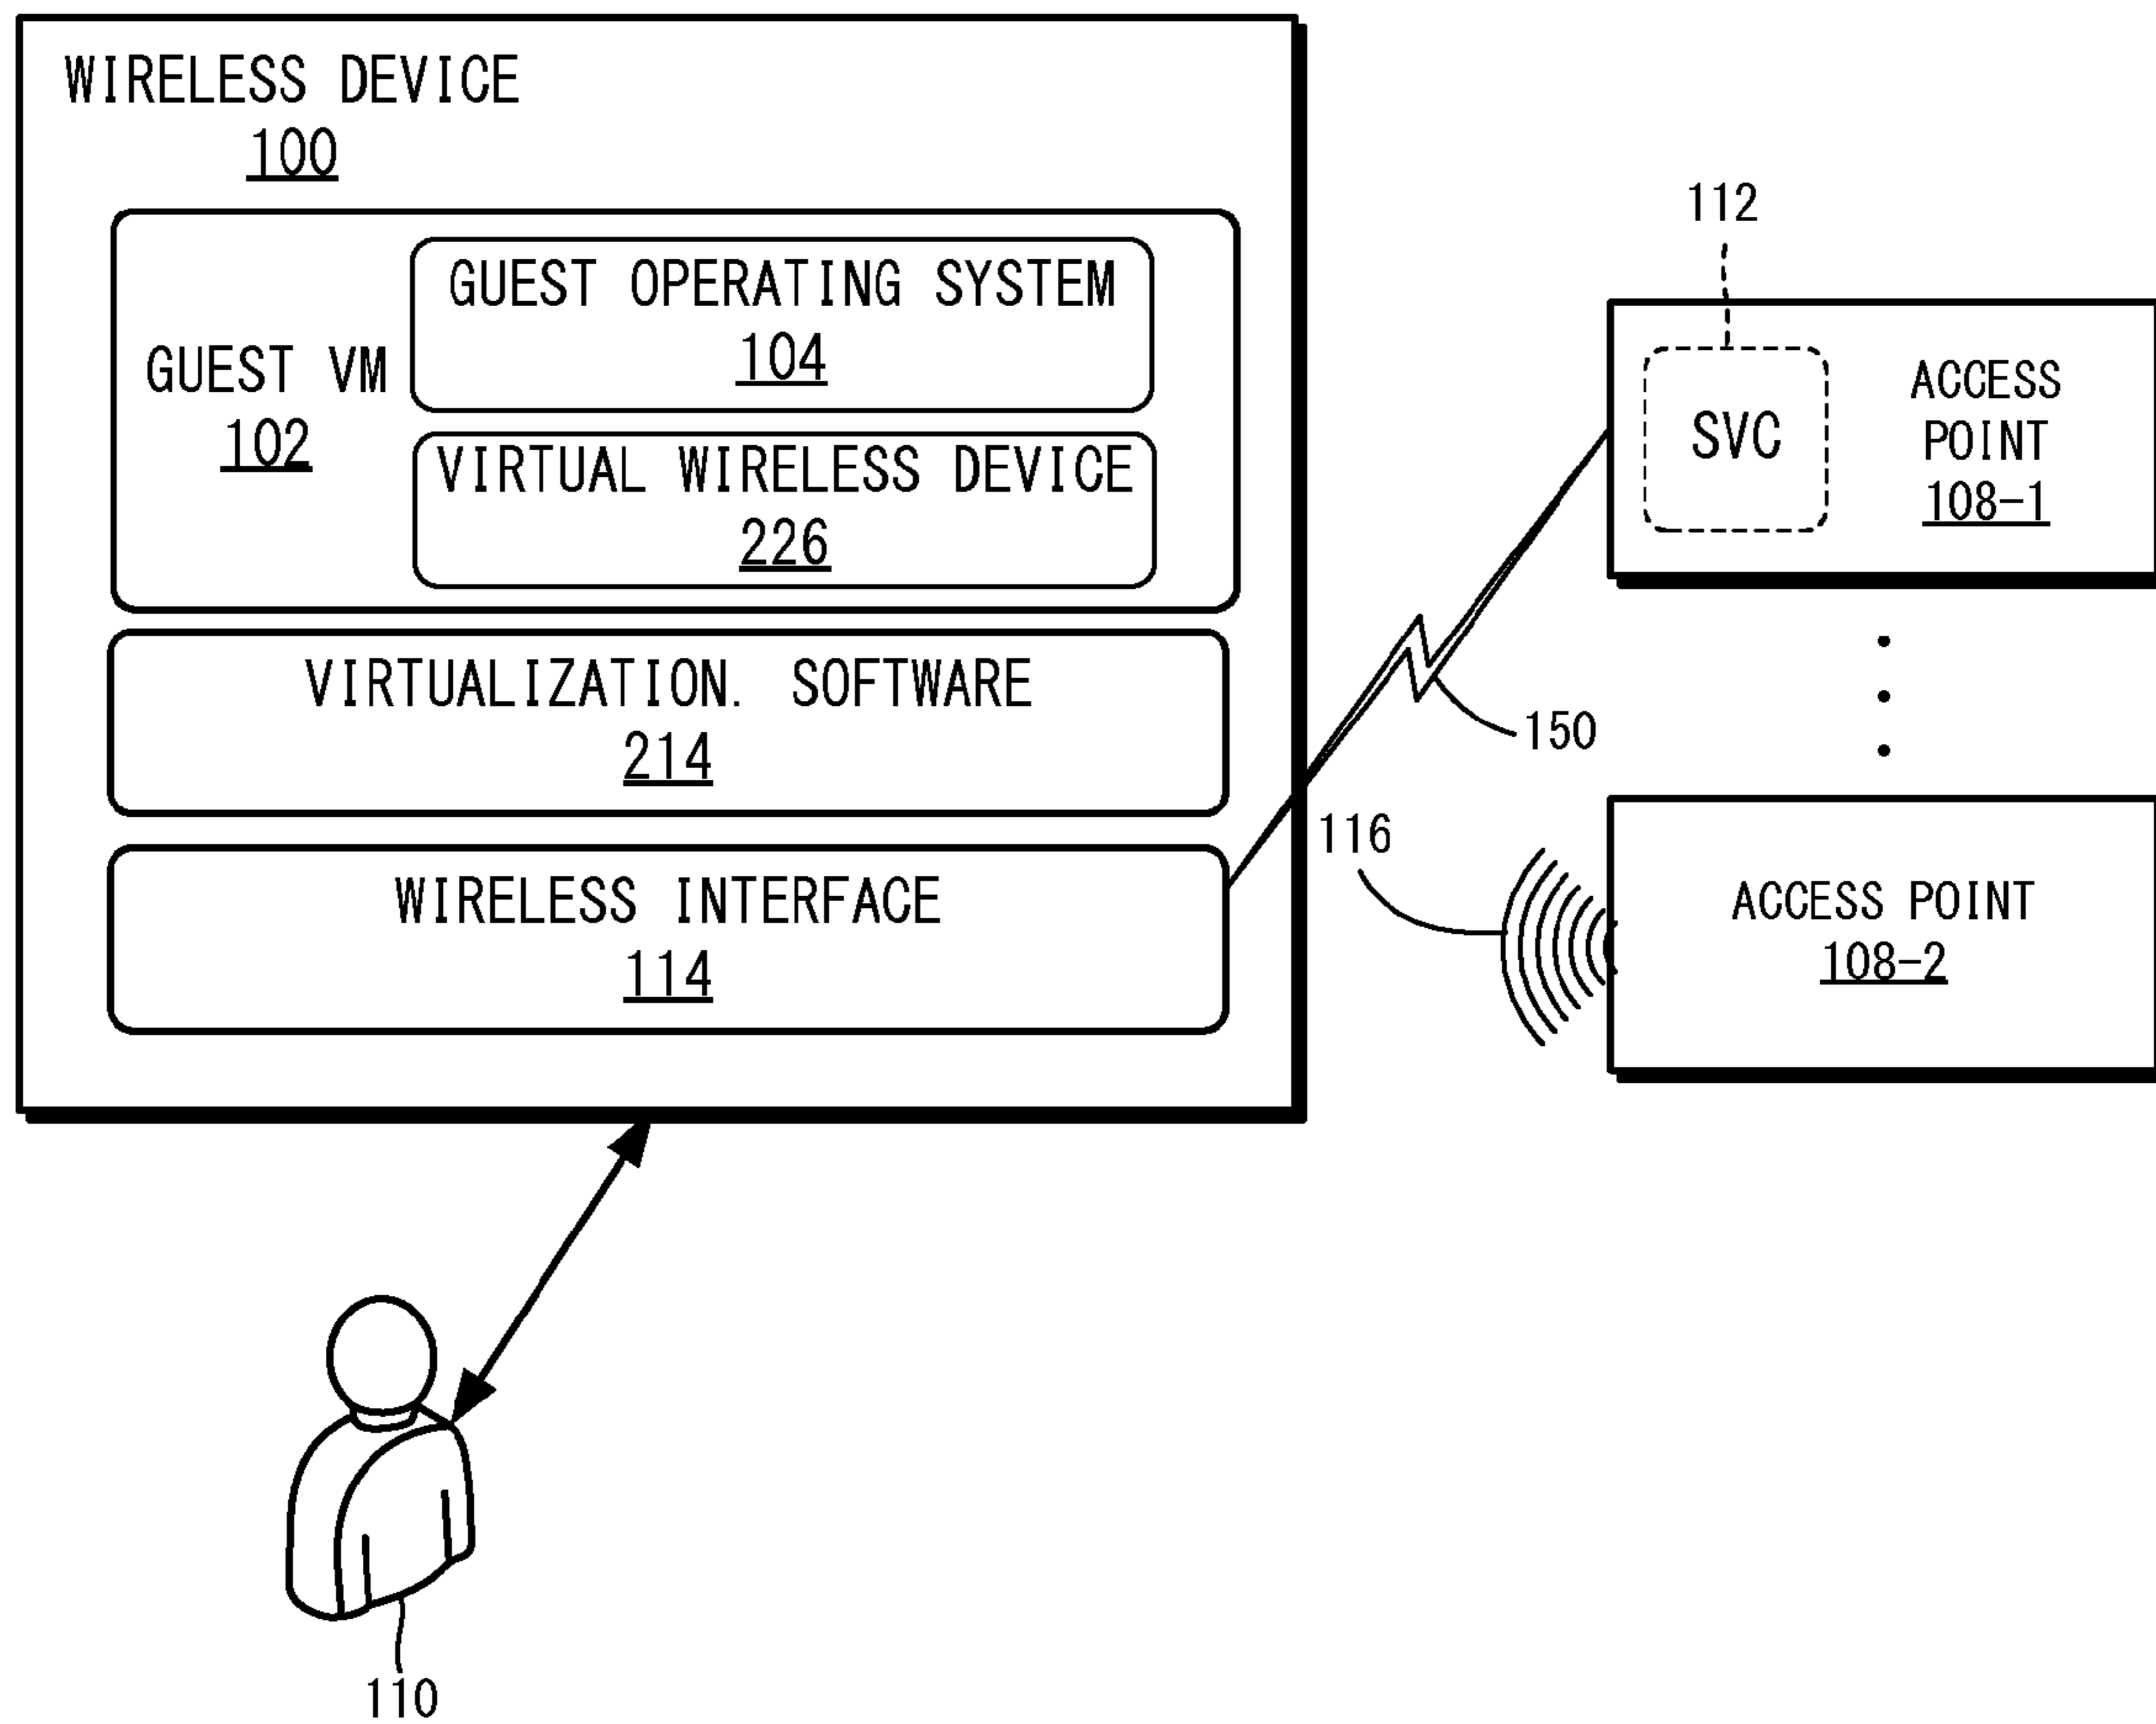 WIRELESS DEVICE
100
GUEST VM
102
GUEST OPERATING SYSTEM
104
VIRTUAL WIRELESS DEVICE
226
VIRTUALIZATION. SOFTWARE
214
WIRELESS INTERFACE
114
112
SVC
ACCESS
POINT
108-1
150
116
ACCESS POINT
108-2
110